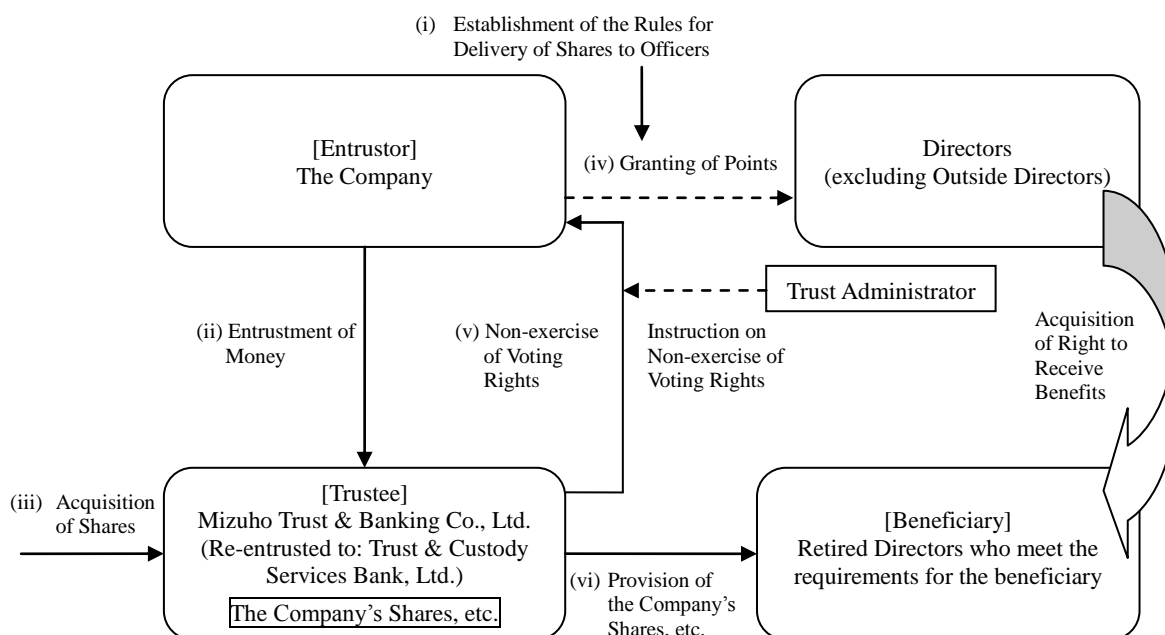 (i) Establishment of the Rules for
Delivery of Shares to Officers
[Entrustor]
The Company
(iv) Granting of Points
Directors
(excluding Outside Directors)
Trust Administrator
(ii) Entrustment of
Money
(v) Non-exercise
of Voting
Rights
Instruction on
Non-exercise of
Voting Rights
Acquisition
of Right to
Receive
Benefits
(iii) Acquisition
of Shares
[Trustee]
Mizuho Trust & Banking Co., Ltd.
(Re-entrusted to: Trust & Custody
Services Bank, Ltd.)
The Company's Shares, etc.
(vi) Provision of
the Company's
Shares, etc.
[Beneficiary]
Retired Directors who meet the
requirements for the beneficiary